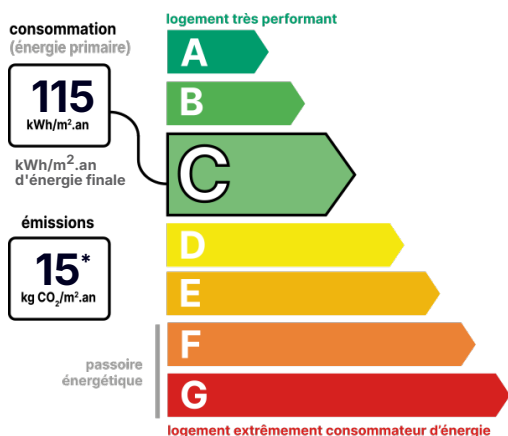 logement très performant
consommation
(énergie primaire)
115
kWh/m².an
kWh/m².an
d'énergie finale
émissions
15*
kg CO₂/m².an
passoire
énergétique
A
B
C
D
E
F
G
logement extrêmement consommateur d'énergie